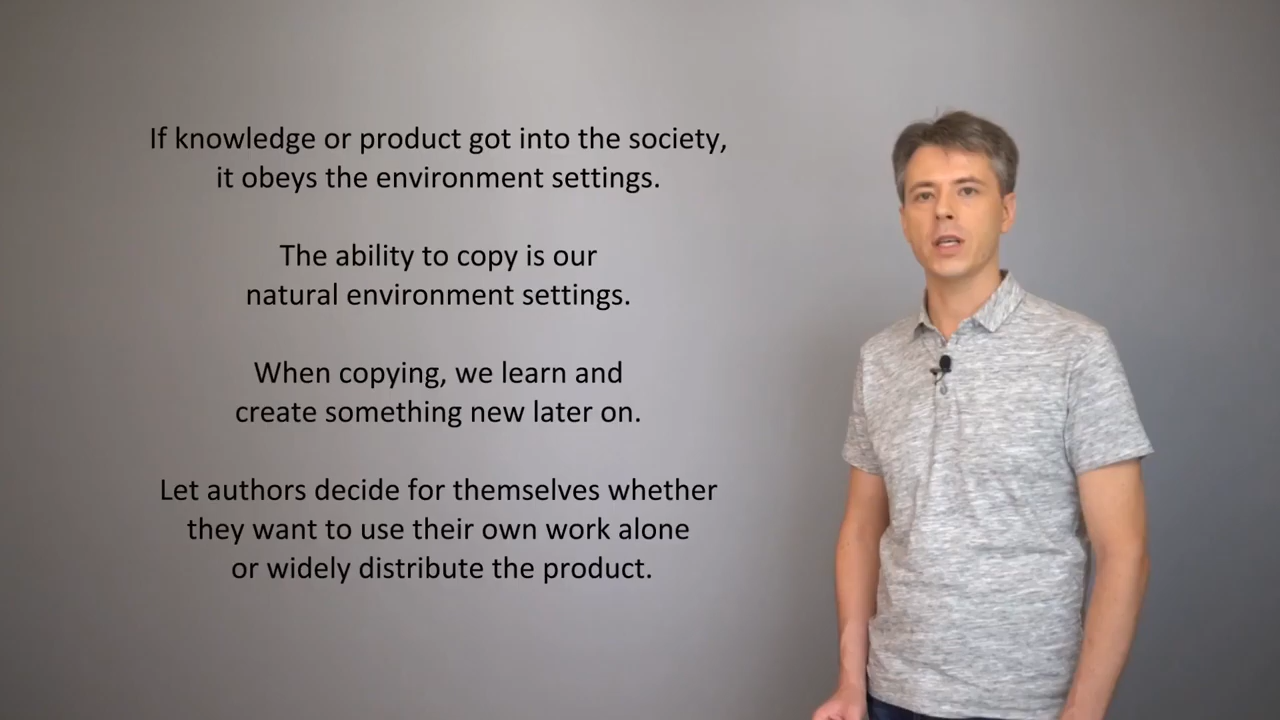 If knowledge or product got into the society,
it obeys the environment settings.
The ability to copy is our
natural environment settings.
When copying, we learn and
create something new later on.
Let authors decide for themselves whether
they want to use their own work alone
or widely distribute the product.